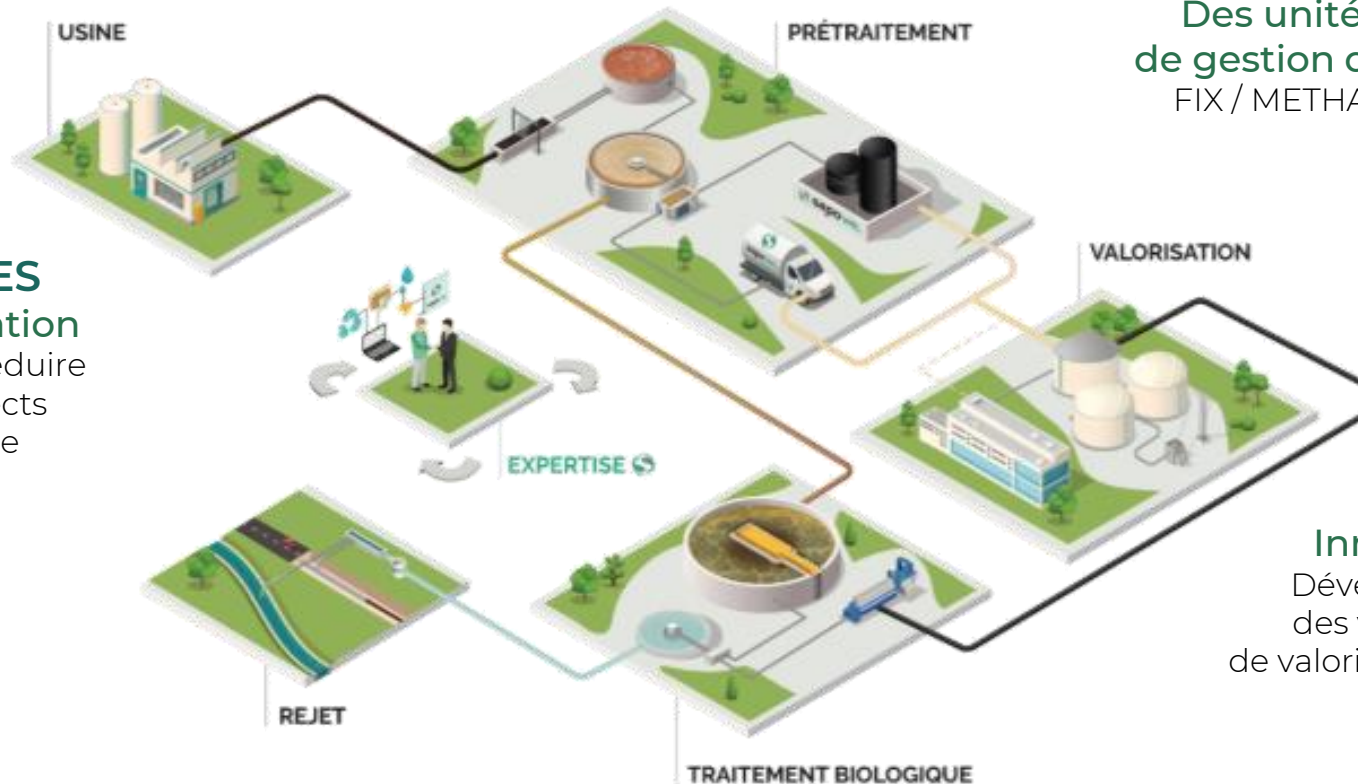 USINE
PRÉTRAITEMENT
Des unité
de gestion
FIX / METHA
VALORISATION
ES
ation
éduire
cts
e
EXPERTISE
Inn
Déve
des
de valori
REJET
TRAITEMENT BIOLOGIQUE